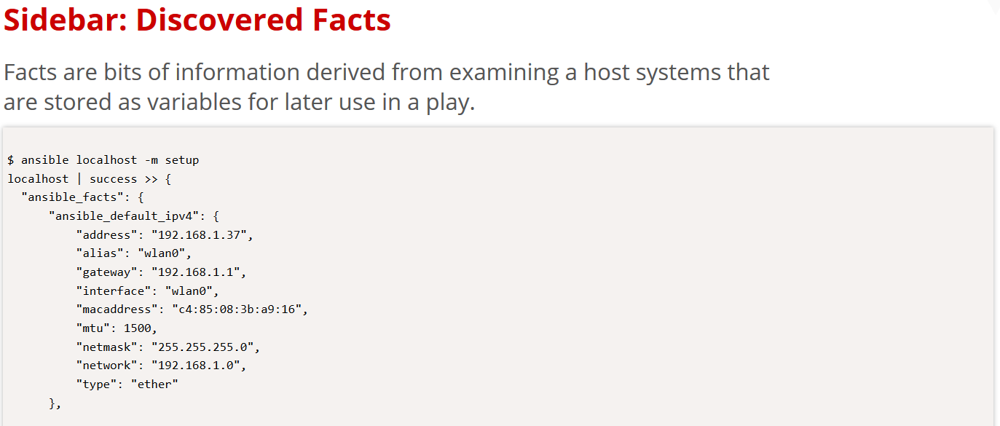 Sidebar: Discovered Facts
Facts are bits of information derived from examining a host systems that
are stored as variables for later use in a play.
$ ansible localhost -m setup
localhost | success >> {
  "ansible_facts": {
      "ansible_default_ipv4": {
          "address": "192.168.1.37",
          "alias": "wlan0",
          "gateway": "192.168.1.1",
          "interface": "wlan0",
          "macaddress": "c4:85:08:3b:a9:16",
          "mtu": 1500,
          "netmask": "255.255.255.0",
          "network": "192.168.1.0",
          "type": "ether"
      },